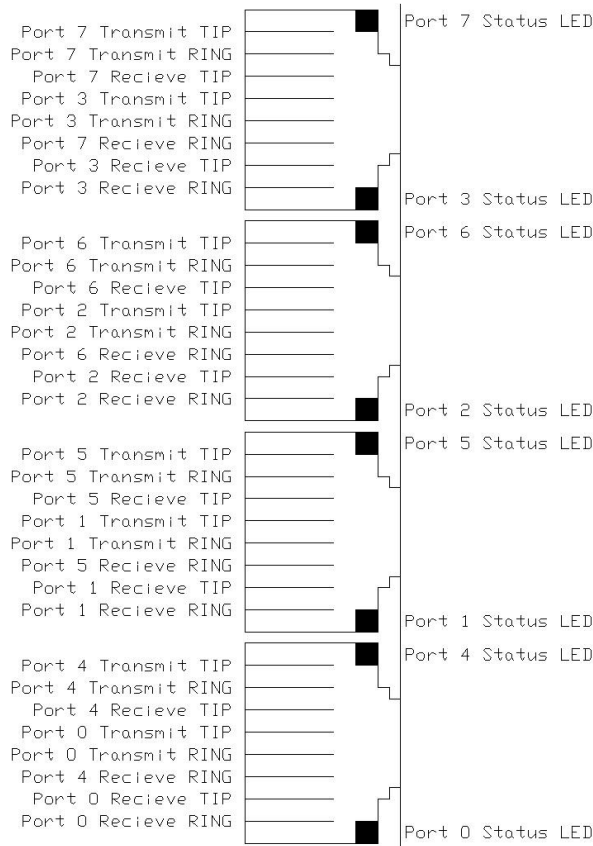 Port 7 Status LED
Port 7 Transmit TIP
Port 7 Transmit RING
Port 7 Recieve TIP
Port 3 Transmit TIP
Port 3 Transmit RING
Port 7 Recieve RING
Port 3 Recieve TIP
Port 3 Recieve RING
Port 3 Status LED
Port 6 Status LED
Port 6 Transmit TIP
Port 6 Transmit RING
Port 6 Recieve TIP
Port 2 Transmit TIP
Port 2 Transmit RING
Port 6 Recieve RING
Port 2 Recieve TIP
Port 2 Recieve RING
Port 2 Status LED
Port 5 Status LED
Port 5 Transmit TIP
Port 5 Transmit RING
Port 5 Recieve TIP
Port 1 Transmit TIP
Port 1 Transmit RING
Port 5 Recieve RING
Port 1 Recieve TIP
Port 1 Recieve RING
Port 1 Status LED
Port 4 Status LED
Port 4 Transmit TIP
Port 4 Transmit RING
Port 4 Recieve TIP
Port 0 Transmit TIP
Port 0 Transmit RING
Port 4 Recieve RING
Port 0 Recieve TIP
Port 0 Recieve RING
Port 0 Status LED